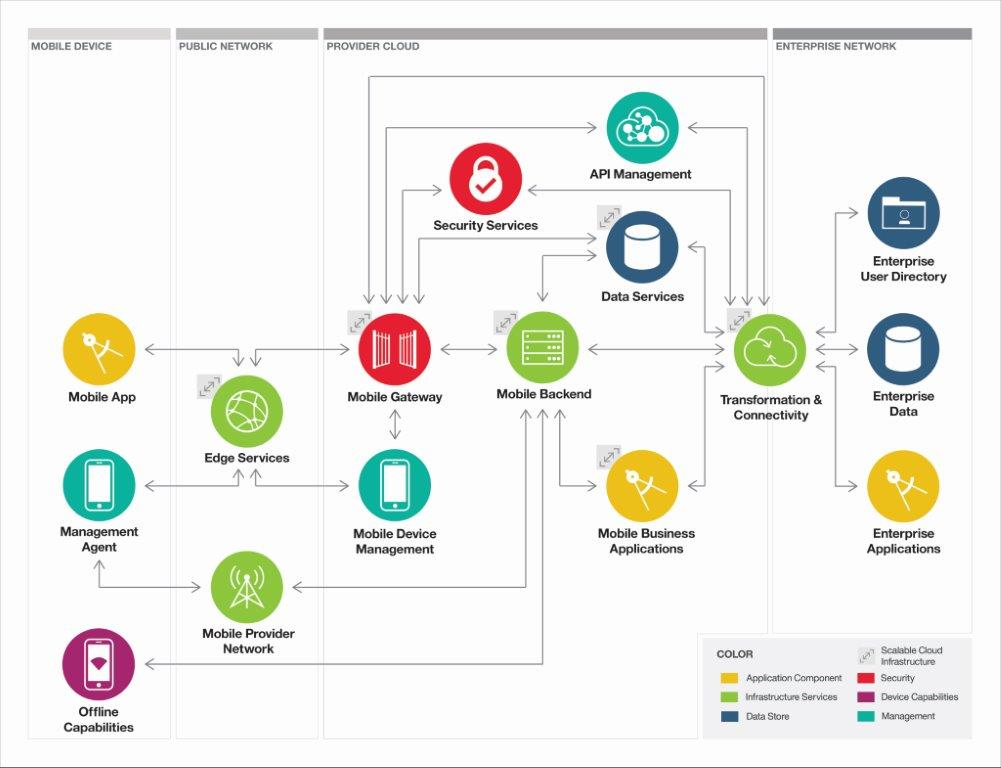 MOBILE DEVICE
PUBLIC NETWORK
PROVIDER CLOUD
ENTERPRISE NETWORK
API Management
Security Services
Data Services
Enterprise
User Directory
Mobile App
Edge Services
Mobile Gateway
Mobile Backend
Transformation &
Connectivity
Enterprise
Data
Management
Agent
Mobile Device
Management
Mobile Business
Applications
Enterprise
Applications
Mobile Provider
Network
Offline
Capabilities
COLOR
Application Component
Infrastructure Services
Data Store
Scalable Cloud
Infrastructure
Security
Device Capabilities
Management